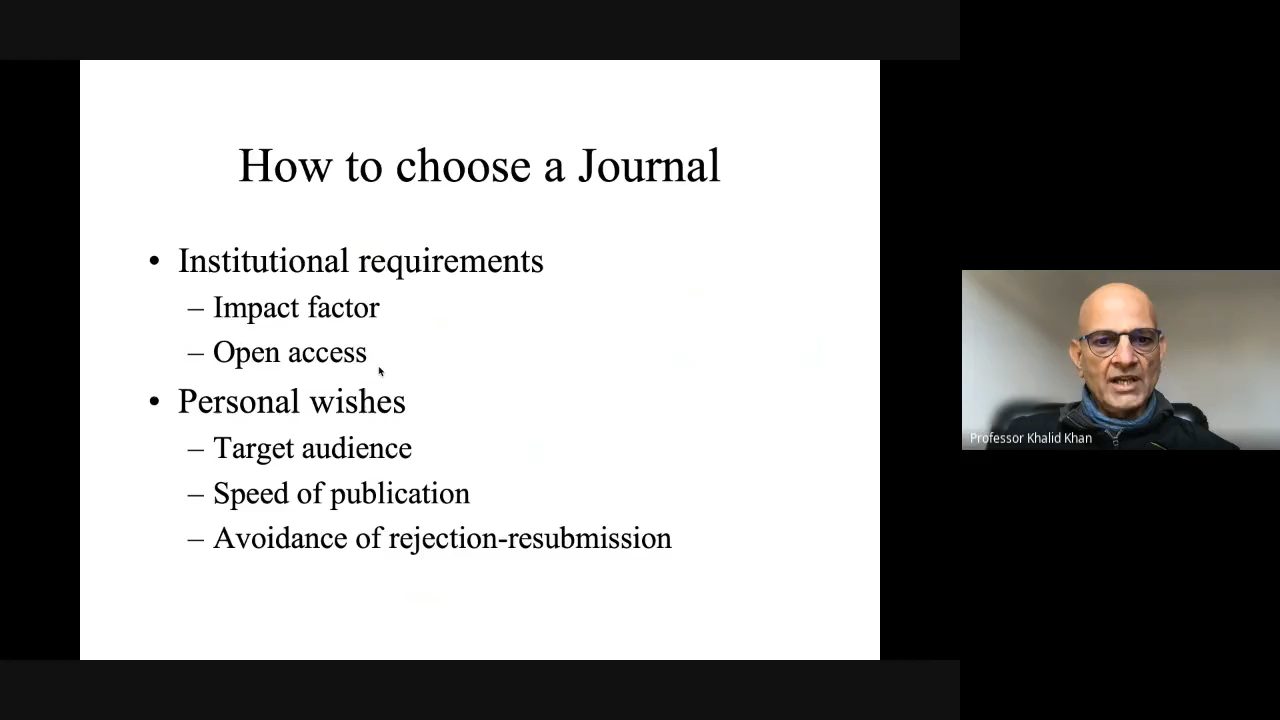 How to choose a Journal
• Institutional requirements
– Impact factor
– Open access
• Personal wishes
– Target audience
– Speed of publication
– Avoidance of rejection-resubmission
Professor Khalid Khan